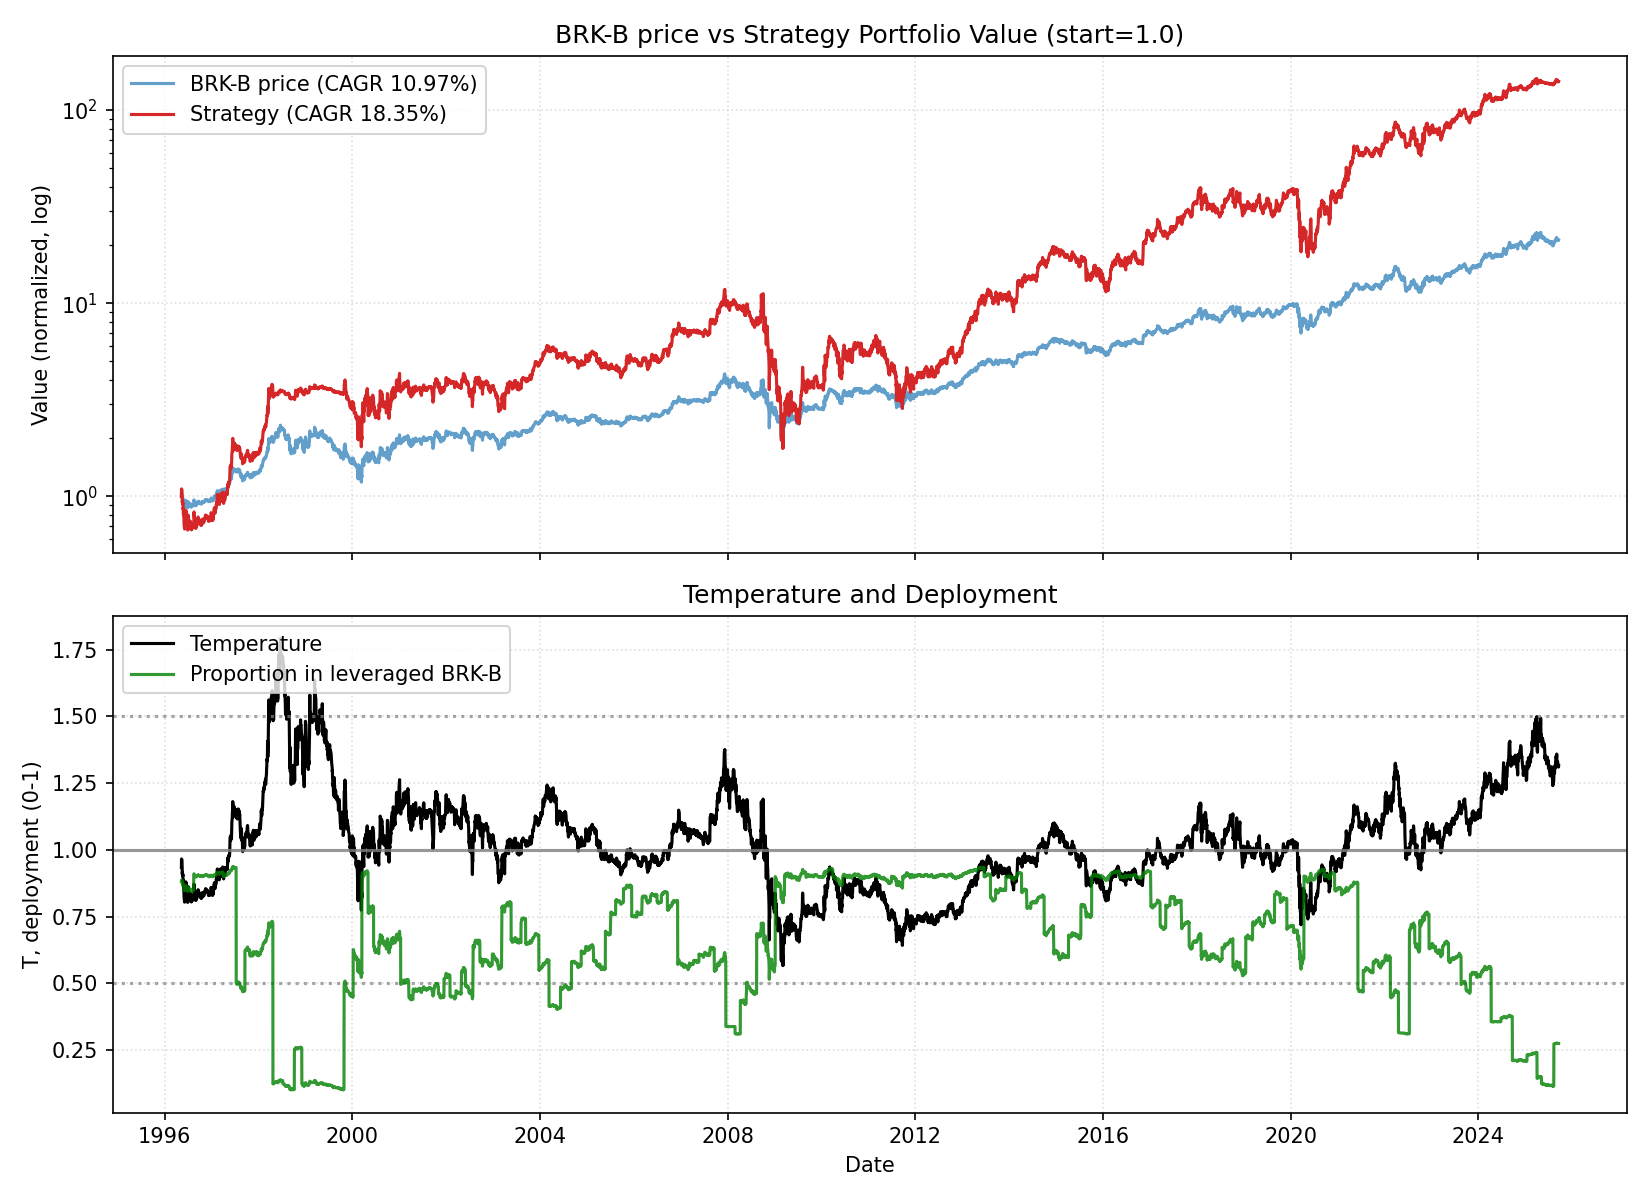 BRK-B price vs Strategy Portfolio Value (start=1.0)
BRK-B price (CAGR 10.97%)
Strategy (CAGR 18.35%)
Value (normalized, log)
10²
10¹
10⁰
Temperature and Deployment
Temperature
Proportion in leveraged BRK-B
T, deployment (0-1)
1.75
1.50
1.25
1.00
0.75
0.50
0.25
1996 2000 2004 2008 2012 2016 2020 2024
Date